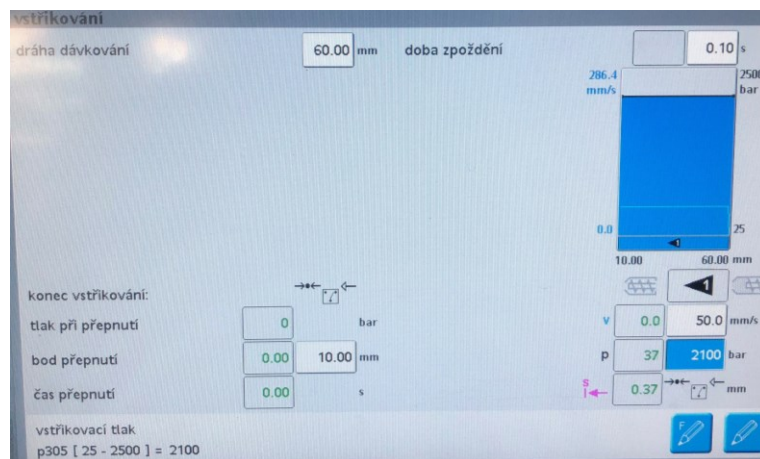 vstřikování
dráha dávkování 60.00 mm doba zpoždění 0.10 s
286.4 mm/s 2500 bar
0.0 25
10.00 60.00 mm
konec vstřikování: 1
tlak při přepnutí 0 bar v 0.0 50.0 mm/s
bod přepnutí 0.00 10.00 mm p 37 2100 bar
čas přepnutí 0.00 s s 0.37 mm
vstřikovací tlak F
p305 [ 25 - 2500 ] = 2100